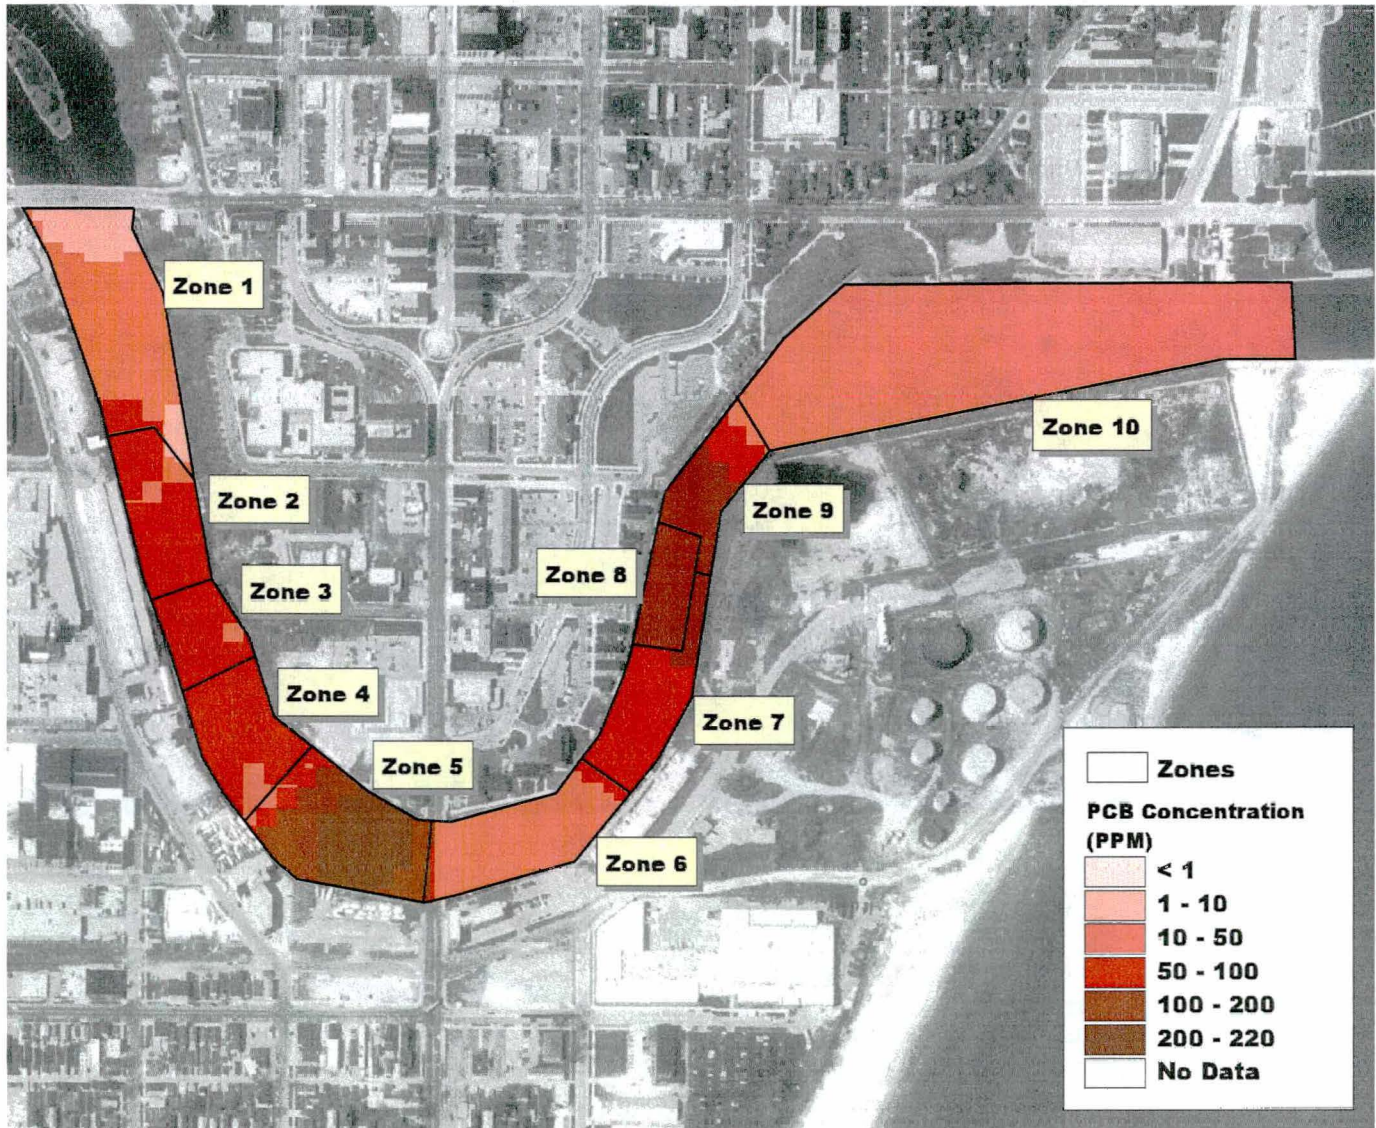 Zone 1
Zone 10
Zone 2
Zone 9
Zone 8
Zone 3
Zone 4
Zone 7
Zone 5
Zone 6
Zones
PCB Concentration
(PPM)
< 1
1 - 10
10 - 50
50 - 100
100 - 200
200 - 220
No Data